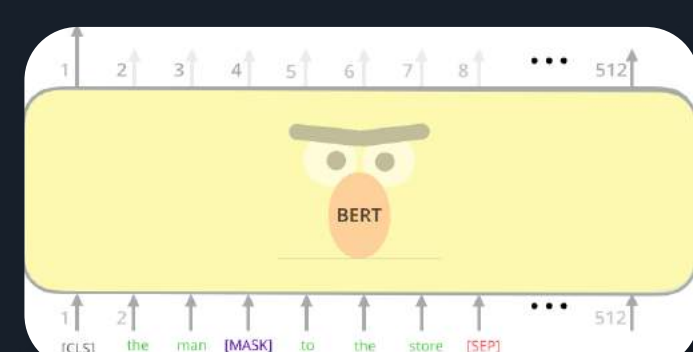 1 2 3 4 5 6 7 8 ... 512
BERT
1 2 ... 512
[CLS] the man [MASK] to the store [SEP]